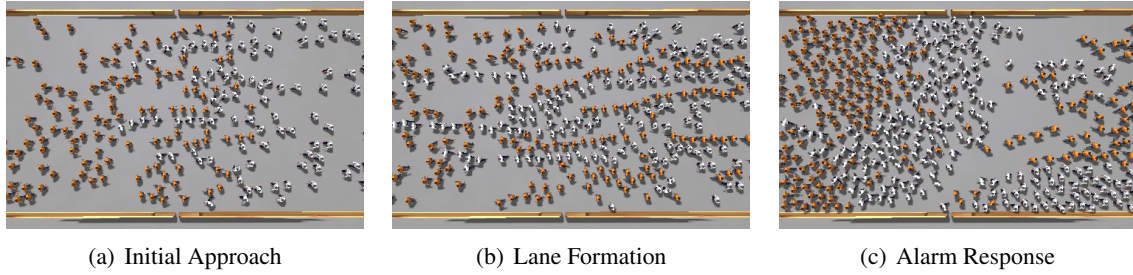 (a) Initial Approach
(b) Lane Formation
(c) Alarm Response